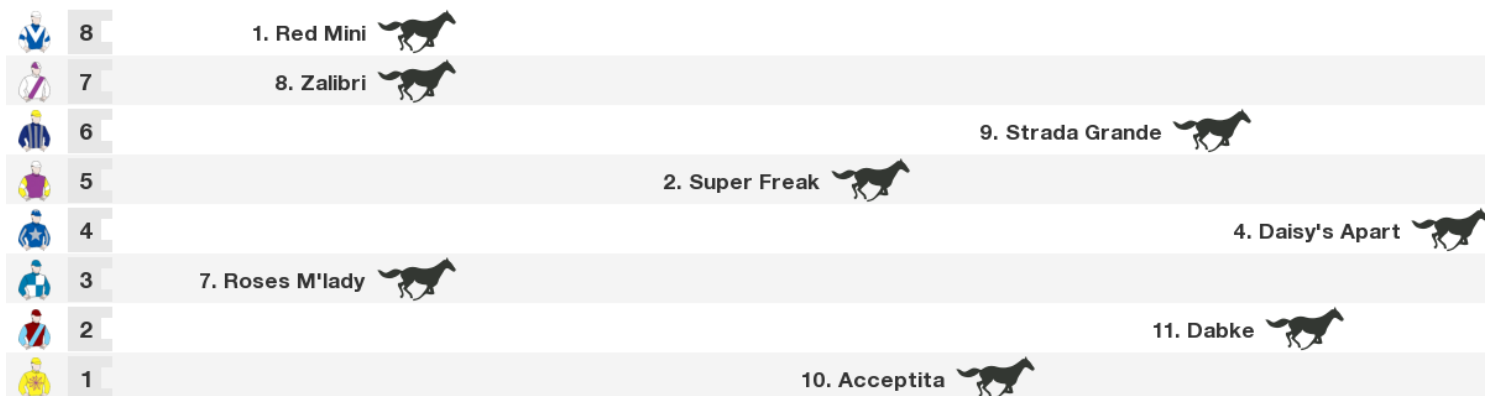 8 1. Red Mini
7 8. Zalibri
6 9. Strada Grande
5 2. Super Freak
4 4. Daisy's Apart
3 7. Roses M'lady
2 11. Dabke
1 10. Acceptita